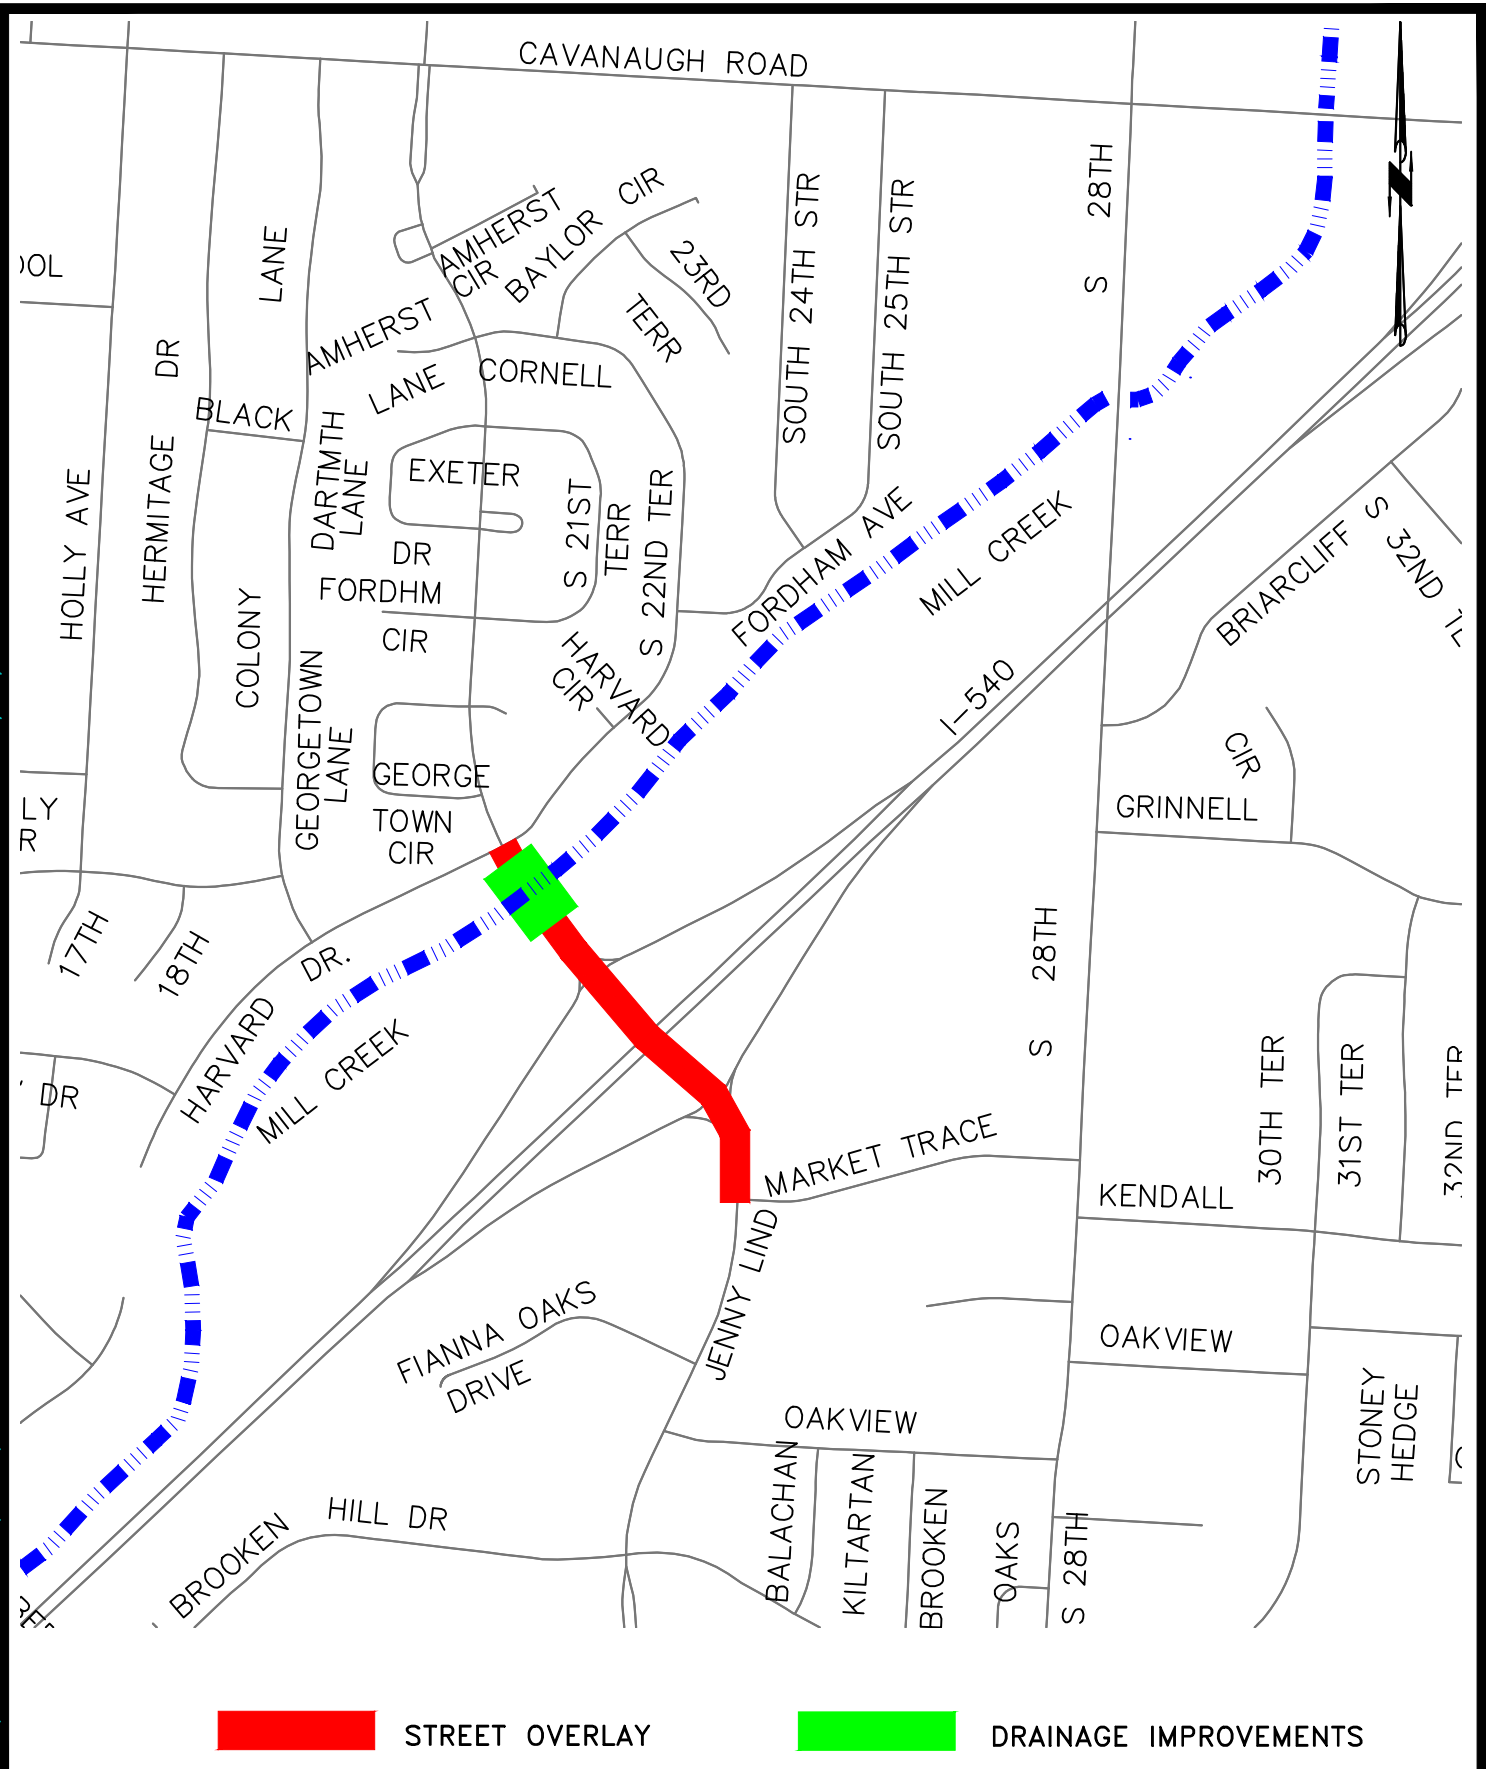 CAVANAUGH ROAD
S 28TH
AMHERST
CIR
BAYLOR CIR
23RD
TERR
SOUTH 24TH STR
SOUTH 25TH STR
LANE
DR
AMHERST
LANE
CORNELL
BLACK
HOLLY AVE
HERMITAGE
DARTMTH
LANE
EXETER
DR
S 21ST
TERR
S 22ND TER
FORDHM
CIR
FORDHAM AVE
MILL CREEK
BRIARCLIFF
S 32ND
COLONY
GEORGETOWN
LANE
HARVARD
CIR
I-540
GEORGE
TOWN
CIR
CIR
GRINNELL
LY
R
17TH
18TH
HARVARD DR.
MILL CREEK
DR
S 28TH
30TH TER
31ST TER
32ND TER
MARKET TRACE
KENDALL
JENNY LIND
FIANNA OAKS
DRIVE
OAKVIEW
OAKVIEW
STONEY
HEDGE
BALACHAN
KILTARTAN
BROOKEN
OAKS
S 28TH
BROOKEN
HILL DR
STREET OVERLAY
DRAINAGE IMPROVEMENTS